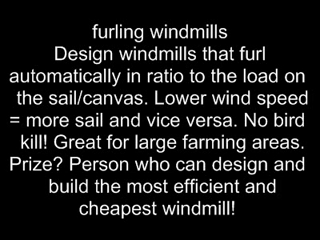 furling windmills
Design windmills that furl
automatically in ratio to the load on
the sail/canvas. Lower wind speed
= more sail and vice versa. No bird
kill! Great for large farming areas.
Prize? Person who can design and
build the most efficient and
cheapest windmill!